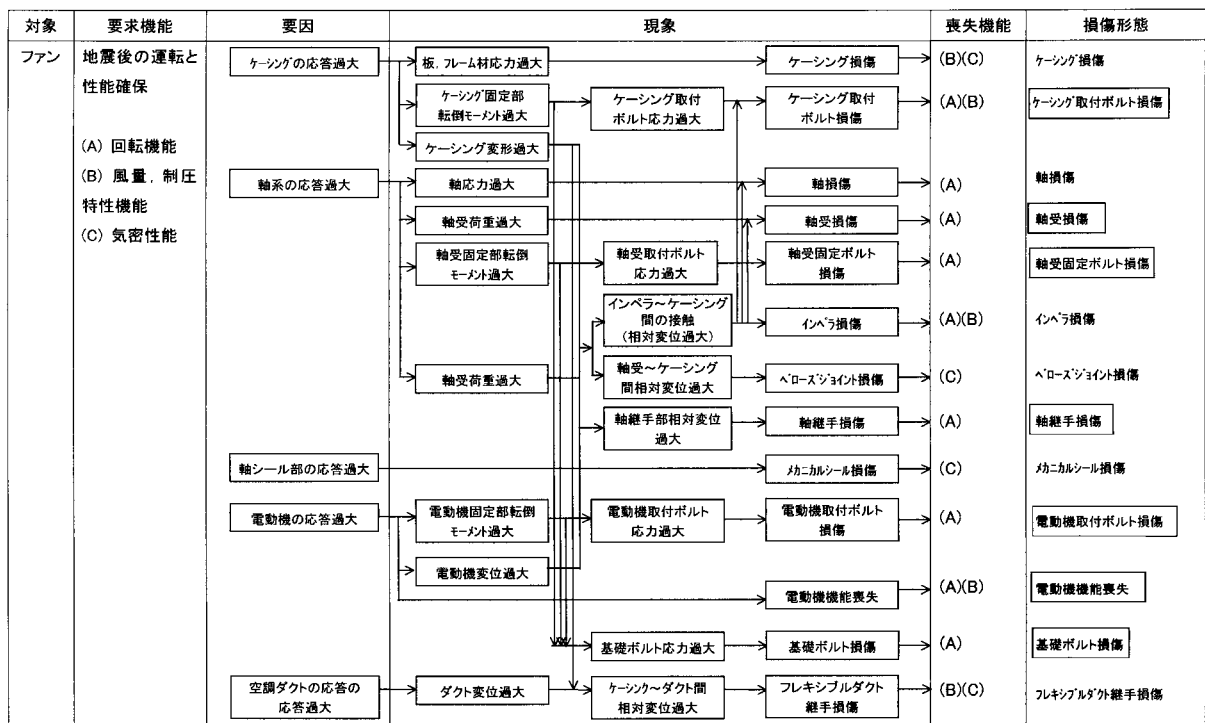 対象
要求機能
要因
現象
喪失機能
損傷形態
ファン
地震後の運転と
性能確保
(A) 回転機能
(B) 風量，制圧
特性機能
(C) 気密性能
ケーシングの応答過大
板，フレーム材応力過大
ケーシング損傷
(B)(C)
ケーシング損傷
ケーシング固定部
転倒モーメント過大
ケーシング取付
ボルト応力過大
ケーシング取付
ボルト損傷
(A)(B)
ケーシング取付ボルト損傷
ケーシング変形過大
軸系の応答過大
軸応力過大
軸損傷
(A)
軸損傷
軸受荷重過大
軸受損傷
(A)
軸受損傷
軸受固定部転倒
モーメント過大
軸受取付ボルト
応力過大
軸受固定ボルト
損傷
(A)
軸受固定ボルト損傷
インペラ～ケーシング
間の接触
(相対変位過大)
インペラ損傷
(A)(B)
インペラ損傷
軸受荷重過大
軸受～ケーシング
間相対変位過大
ベローズジョイント損傷
(C)
ベローズジョイント損傷
軸継手部相対変位
過大
軸継手損傷
(A)
軸継手損傷
軸シール部の応答過大
メカニカルシール損傷
(C)
メカニカルシール損傷
電動機の応答過大
電動機固定部転倒
モーメント過大
電動機取付ボルト
応力過大
電動機取付ボルト
損傷
(A)
電動機取付ボルト損傷
電動機変位過大
電動機機能喪失
(A)(B)
電動機機能喪失
基礎ボルト応力過大
基礎ボルト損傷
(A)
基礎ボルト損傷
空調ダクトの応答の
応答過大
ダクト変位過大
ケーシンク～ダクト間
相対変位過大
フレキシブルダクト
継手損傷
(B)(C)
フレキシブルダクト継手損傷